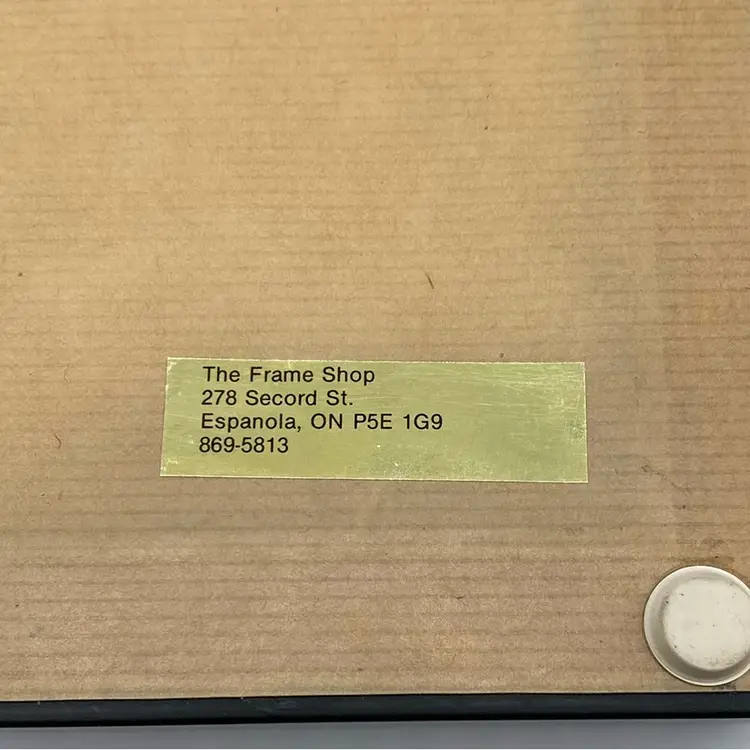 The Frame Shop
278 Secord St.
Espanola, ON P5E 1G9
869-5813